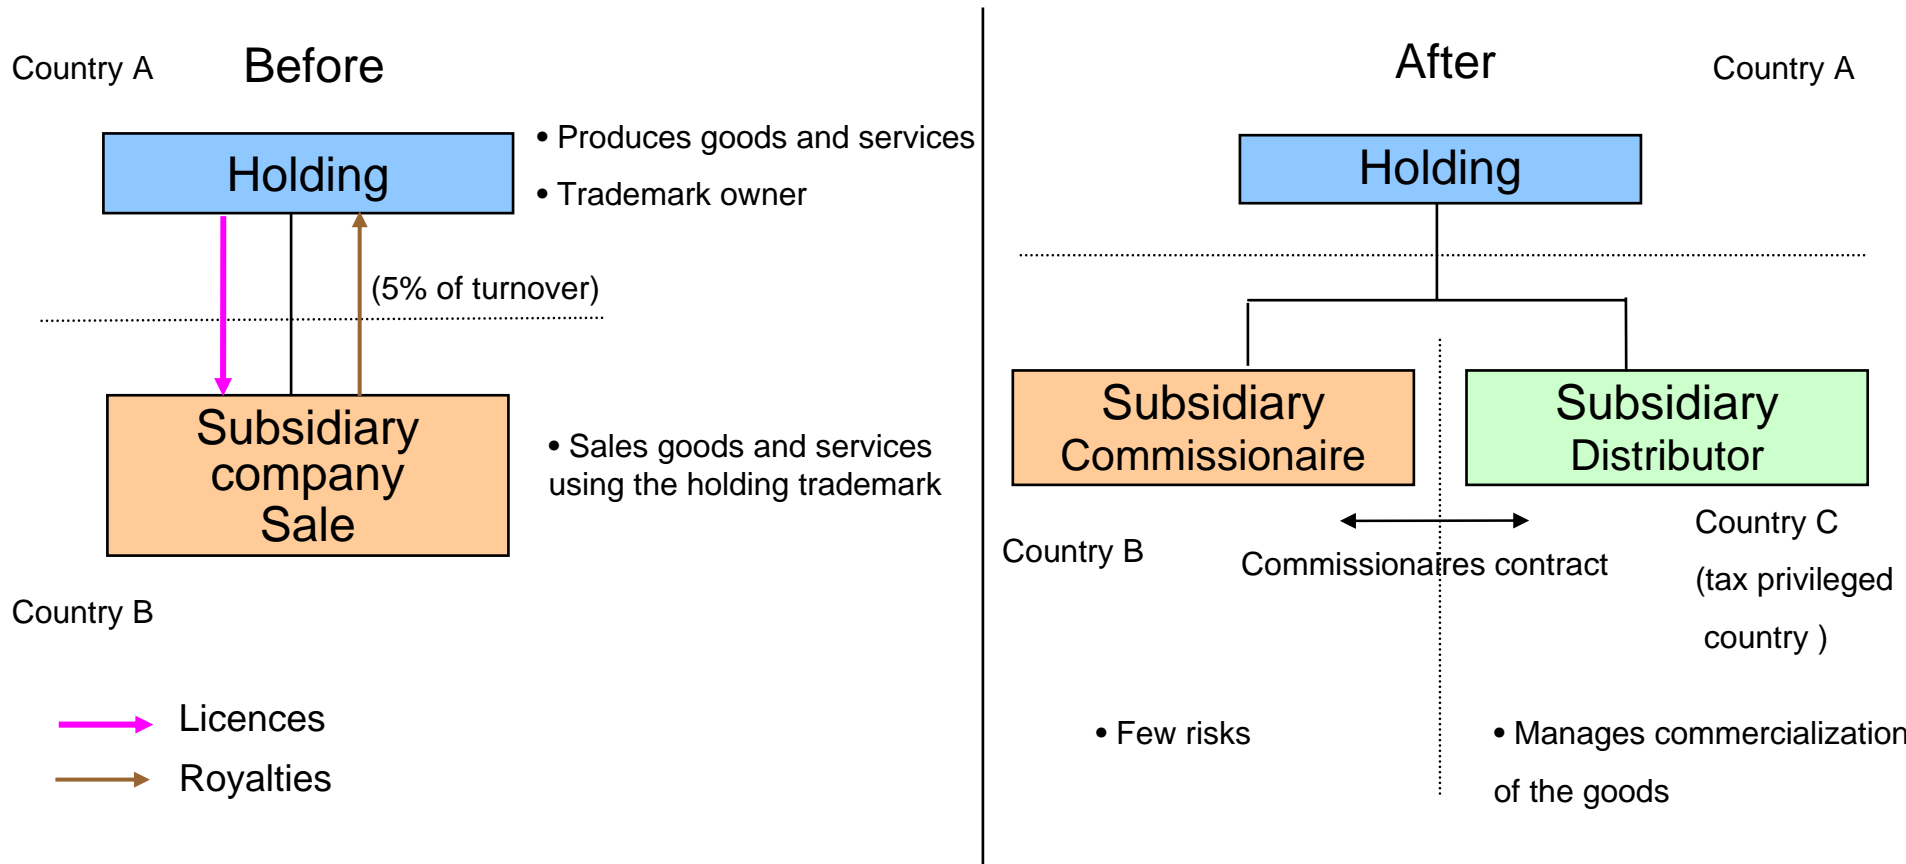 Before
Country A
Holding
• Produces goods and services
• Trademark owner
(5% of turnover)
Subsidiary
company
Sale
• Sales goods and services
using the holding trademark
Country B
Licences
Royalties
After
Country A
Holding
Subsidiary
Commissionaire
Subsidiary
Distributor
Country B
Commissionaires contract
Country C
(tax privileged
country )
• Few risks
• Manages commercialization
of the goods